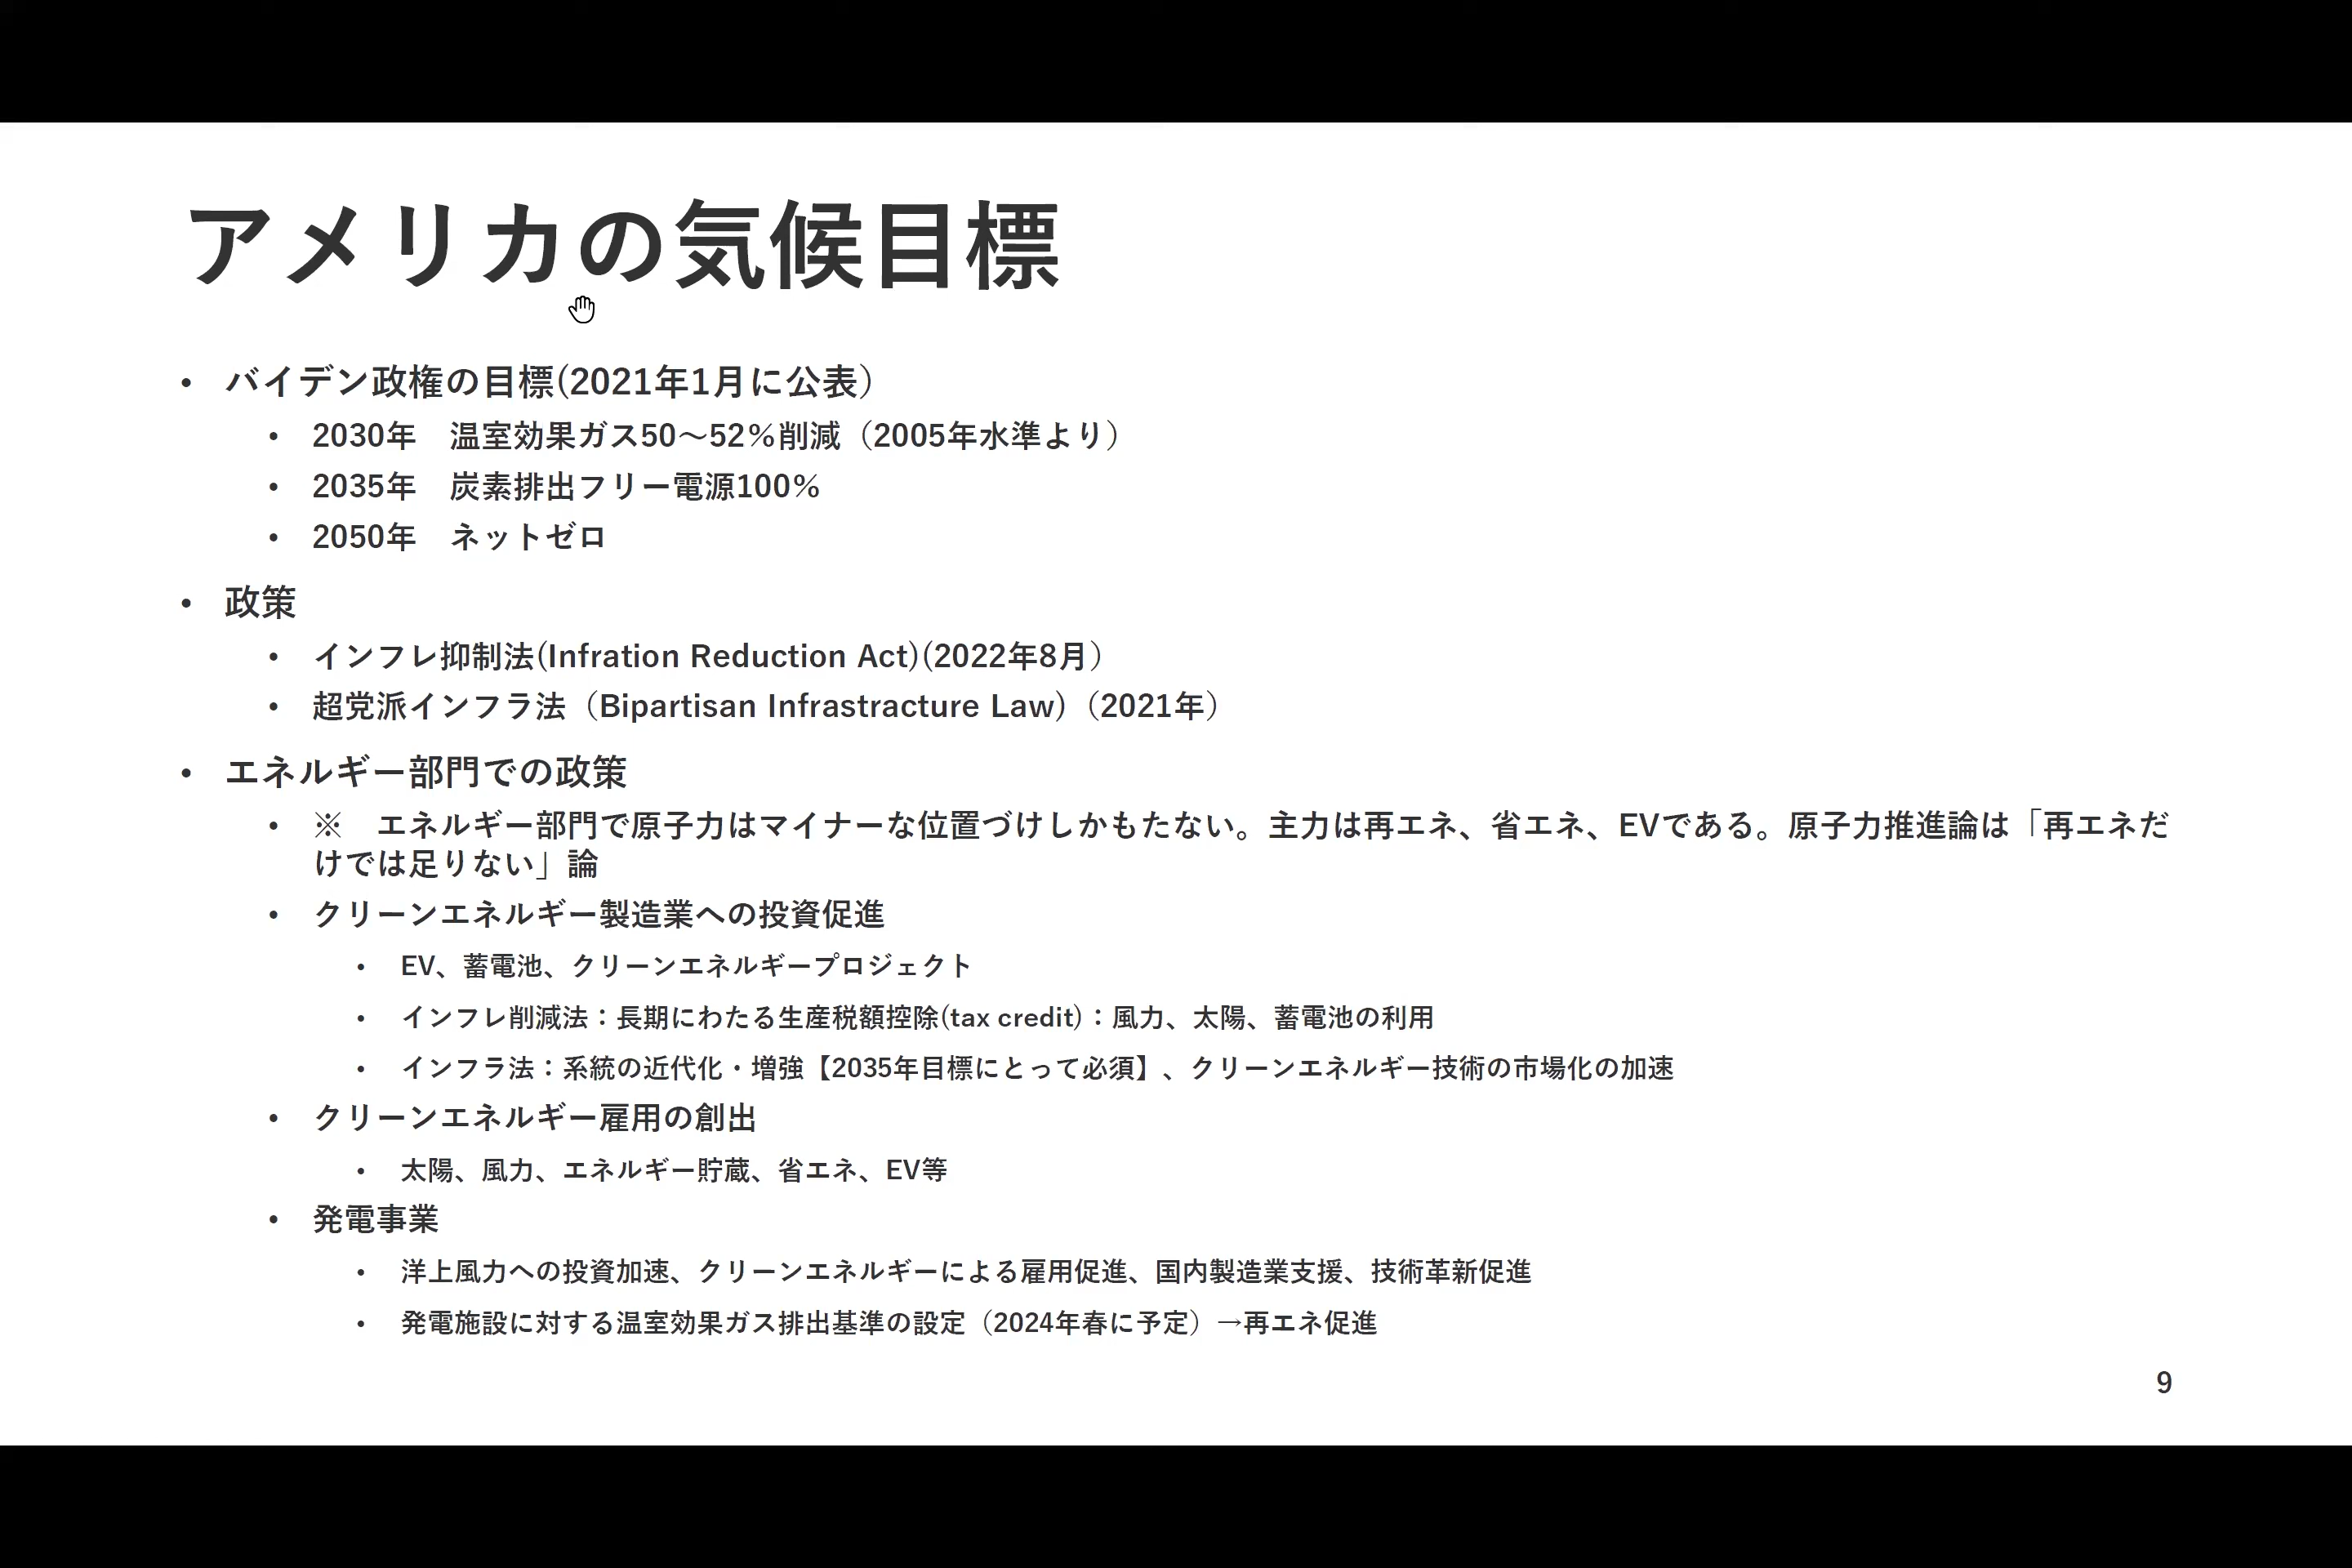 アメリカの気候目標
• バイデン政権の目標(2021年1月に公表）
• 2030年　温室効果ガス50～52％削減（2005年水準より）
• 2035年　炭素排出フリー電源100％
• 2050年　ネットゼロ
• 政策
• インフレ抑制法(Infration Reduction Act)(2022年8月）
• 超党派インフラ法（Bipartisan Infrastracture Law)（2021年）
• エネルギー部門での政策
• ※　エネルギー部門で原子力はマイナーな位置づけしかもたない。主力は再エネ、省エネ、EVである。原子力推進論は「再エネだ
けでは足りない」論
• クリーンエネルギー製造業への投資促進
• EV、蓄電池、クリーンエネルギープロジェクト
• インフレ削減法：長期にわたる生産税額控除(tax credit)：風力、太陽、蓄電池の利用
• インフラ法：系統の近代化・増強【2035年目標にとって必須】、クリーンエネルギー技術の市場化の加速
• クリーンエネルギー雇用の創出
• 太陽、風力、エネルギー貯蔵、省エネ、EV等
• 発電事業
• 洋上風力への投資加速、クリーンエネルギーによる雇用促進、国内製造業支援、技術革新促進
• 発電施設に対する温室効果ガス排出基準の設定（2024年春に予定）→再エネ促進
9